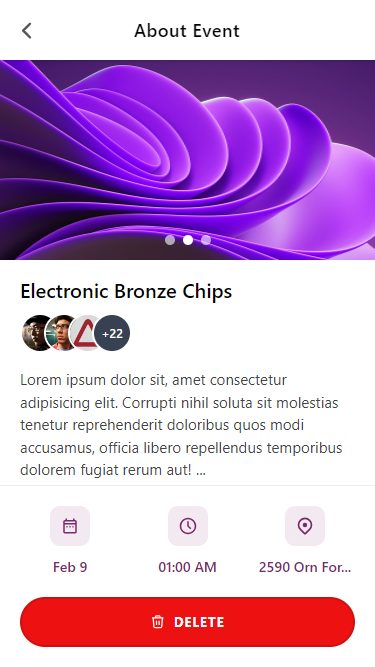 About Event
Electronic Bronze Chips
+22
Lorem ipsum dolor sit, amet consectetur
adipisicing elit. Corrupti nihil soluta sit molestias
tenetur reprehenderit doloribus quos modi
accusamus, officia libero repellendus temporibus
dolorem fugiat rerum aut! ...
Feb 9
01:00 AM
2590 Orn For...
DELETE